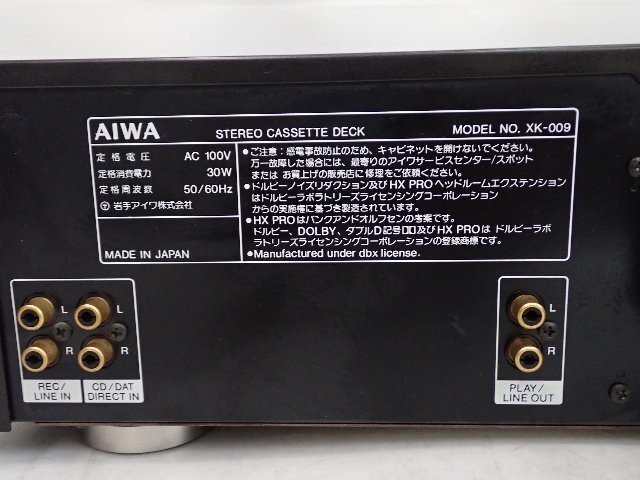 AIWA STEREO CASSETTE DECK MODEL NO. XK-009
定格電圧 AC 100V
定格消費電力 30W
定格周波数 50/60Hz
〒 岩手アイワ株式会社
MADE IN JAPAN
●ご注意：感電事故防止のため、キャビネットを開けないでください。
万一故障した場合には、最寄りのアイワサービスセンター/スポット
または お買上げの販売店に修理をご依頼ください。
●ドルビーノイズリダクション及びHX PROヘッドルームエクステンション
はドルビーラボラトリーズライセンシングコーポレーション
からの実施権に基づき製造されています。
●HX PROはバングアンドオルフセンの考案です。
ドルビー、DOLBY、ダブルD記号及びHX PROは ドルビーラボ
ラトリーズライセンシングコーポレーションの登録商標です。
●Manufactured under dbx license.
L L
R R
REC/ LINE IN
CD/DAT DIRECT IN
L
R
PLAY/
LINE OUT